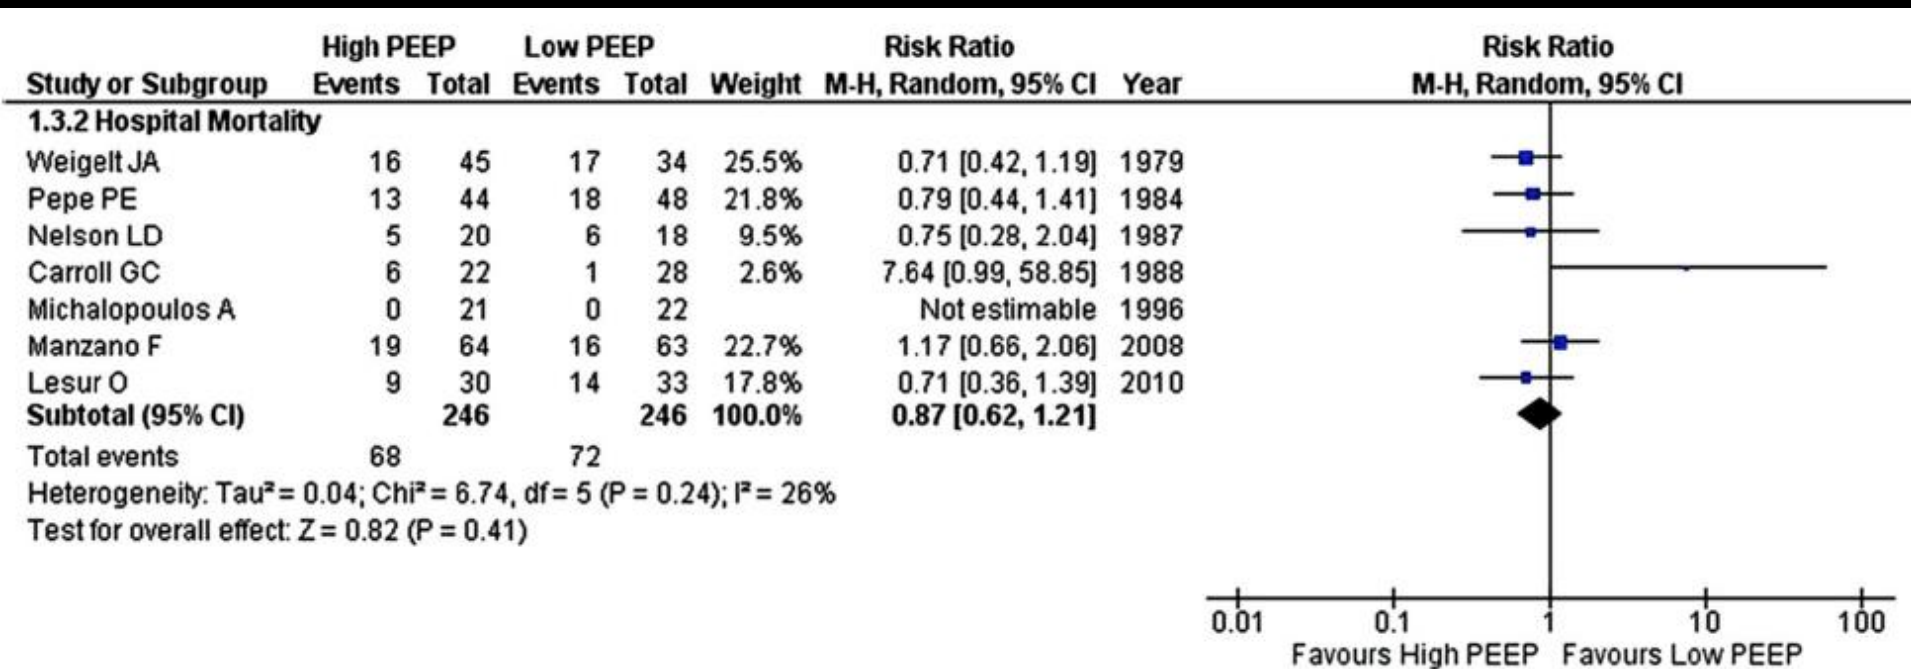 High PEEP Low PEEP Risk Ratio Risk Ratio
Study or Subgroup Events Total Events Total Weight M-H, Random, 95% CI Year M-H, Random, 95% CI
1.3.2 Hospital Mortality
Weigelt JA 16 45 17 34 25.5% 0.71 [0.42, 1.19] 1979
Pepe PE 13 44 18 48 21.8% 0.79 [0.44, 1.41] 1984
Nelson LD 5 20 6 18 9.5% 0.75 [0.28, 2.04] 1987
Carroll GC 6 22 1 28 2.6% 7.64 [0.99, 58.85] 1988
Michalopoulos A 0 21 0 22 Not estimable 1996
Manzano F 19 64 16 63 22.7% 1.17 [0.66, 2.06] 2008
Lesur O 9 30 14 33 17.8% 0.71 [0.36, 1.39] 2010
Subtotal (95% CI) 246 246 100.0% 0.87 [0.62, 1.21]
Total events 68 72
Heterogeneity: Tau² = 0.04; Chi² = 6.74, df = 5 (P = 0.24); I² = 26%
Test for overall effect: Z = 0.82 (P = 0.41)
0.01 0.1 1 10 100
Favours High PEEP Favours Low PEEP